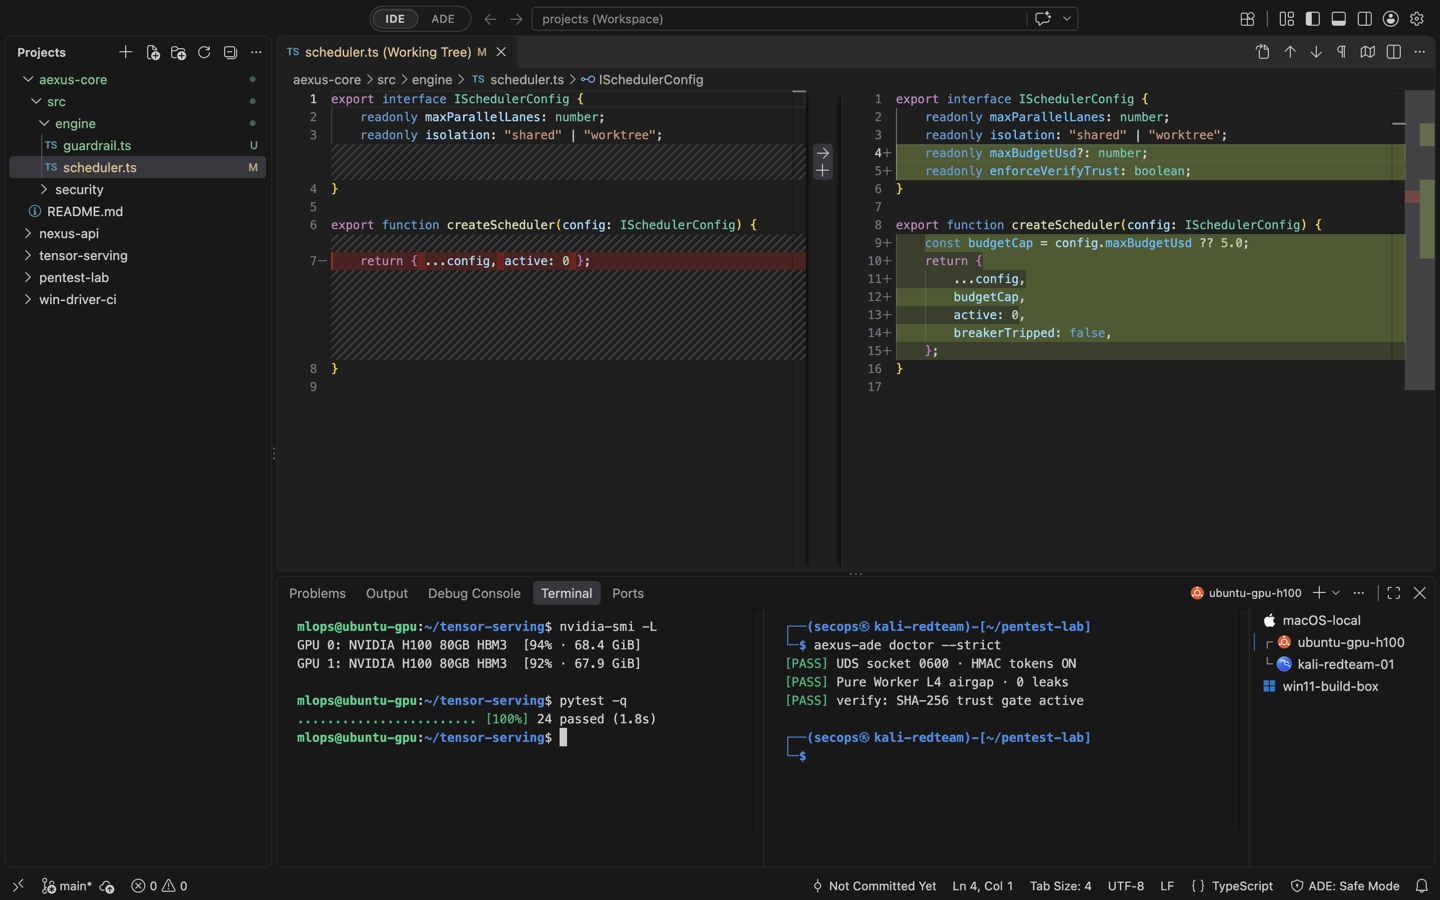 IDE ADE projects (Workspace)
Projects
aexus-core
src
engine
TS guardrail.ts U
TS scheduler.ts M
security
README.md
nexus-api
tensor-serving
pentest-lab
win-driver-ci
TS scheduler.ts (Working Tree) M
aexus-core > src > engine > TS scheduler.ts > ISchedulerConfig
1 export interface ISchedulerConfig {
2 readonly maxParallelLanes: number;
3 readonly isolation: "shared" | "worktree";
4 }
5
6 export function createScheduler(config: ISchedulerConfig) {
7− return { ...config, active: 0 };
8 }
9
1 export interface ISchedulerConfig {
2 readonly maxParallelLanes: number;
3 readonly isolation: "shared" | "worktree";
4+ readonly maxBudgetUsd?: number;
5+ readonly enforceVerifyTrust: boolean;
6 }
7
8 export function createScheduler(config: ISchedulerConfig) {
9+ const budgetCap = config.maxBudgetUsd ?? 5.0;
10+ return {
11+ ...config,
12+ budgetCap,
13+ active: 0,
14+ breakerTripped: false,
15+ };
16 }
17
Problems Output Debug Console Terminal Ports
ubuntu-gpu-h100
mlops@ubuntu-gpu:~/tensor-serving$ nvidia-smi -L
GPU 0: NVIDIA H100 80GB HBM3 [94% · 68.4 GiB]
GPU 1: NVIDIA H100 80GB HBM3 [92% · 67.9 GiB]
mlops@ubuntu-gpu:~/tensor-serving$ pytest -q
........................ [100%] 24 passed (1.8s)
mlops@ubuntu-gpu:~/tensor-serving$
┌──(secops㉿kali-redteam)-[~/pentest-lab]
└─$ aexus-ade doctor --strict
[PASS] UDS socket 0600 · HMAC tokens ON
[PASS] Pure Worker L4 airgap · 0 leaks
[PASS] verify: SHA-256 trust gate active
┌──(secops㉿kali-redteam)-[~/pentest-lab]
└─$
macOS-local
┌ ubuntu-gpu-h100
└ kali-redteam-01
win11-build-box
main* 0 0
Not Committed Yet Ln 4, Col 1 Tab Size: 4 UTF-8 LF { } TypeScript ADE: Safe Mode